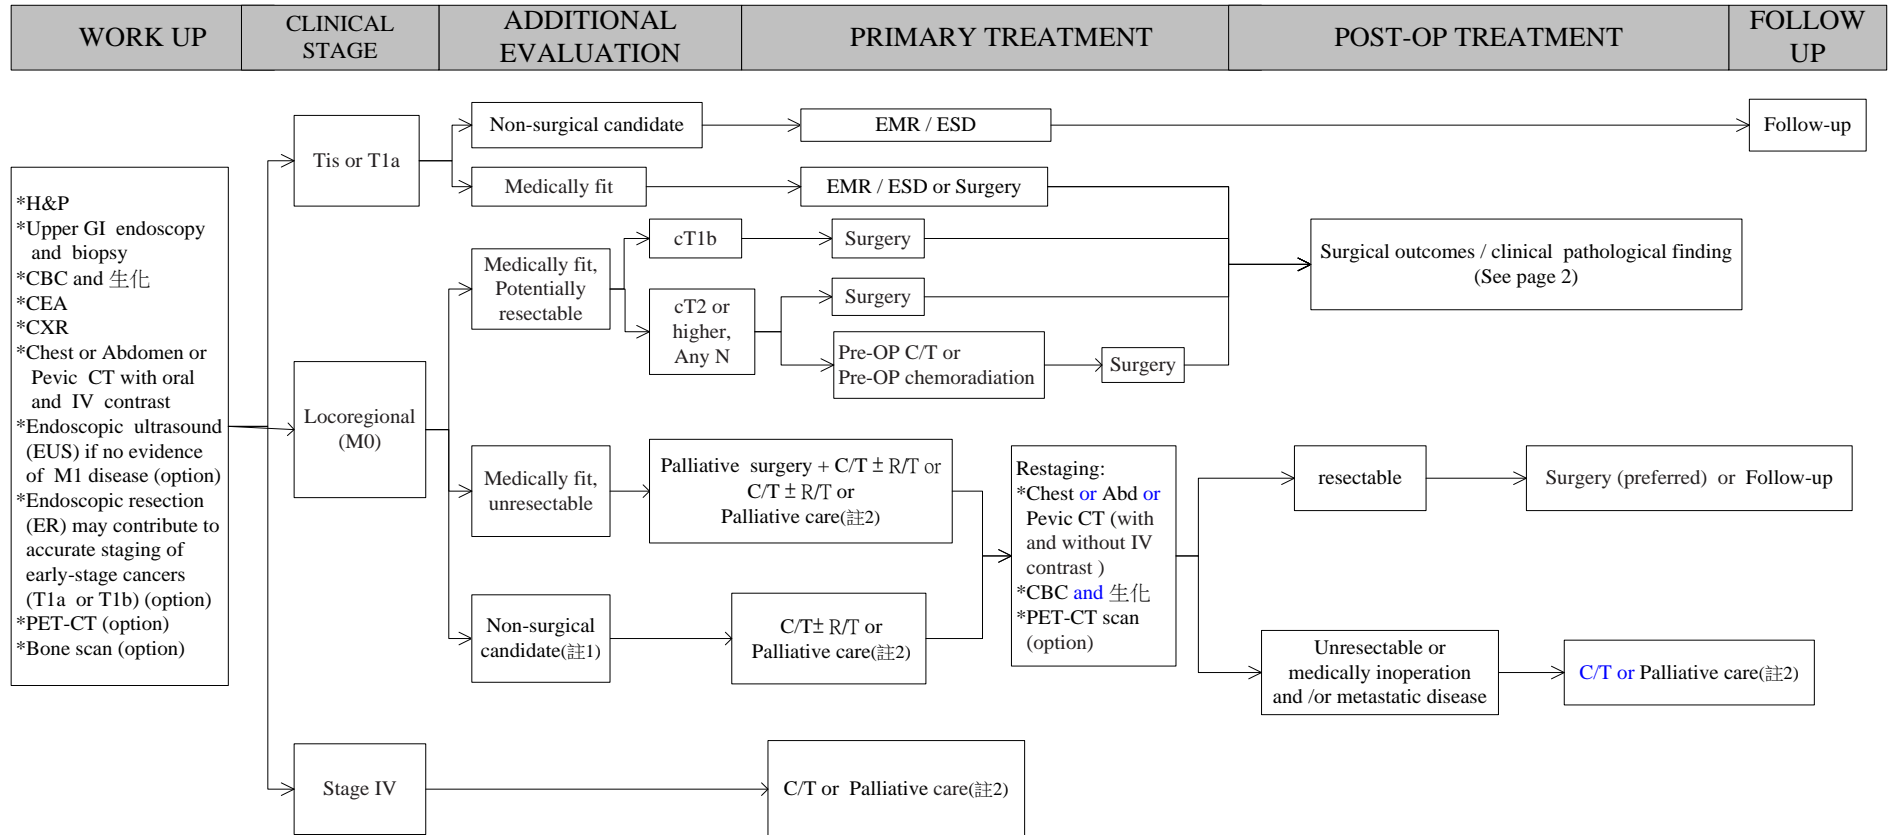 WORK UP
CLINICAL
STAGE
ADDITIONAL
EVALUATION
PRIMARY TREATMENT
POST-OP TREATMENT
FOLLOW
UP
*H&P
*Upper GI endoscopy
and biopsy
*CBC and 生化
*CEA
*CXR
*Chest or Abdomen or
Pevic CT with oral
and IV contrast
*Endoscopic ultrasound
(EUS) if no evidence
of M1 disease (option)
*Endoscopic resection
(ER) may contribute to
accurate staging of
early-stage cancers
(T1a or T1b) (option)
*PET-CT (option)
*Bone scan (option)
Tis or T1a
Non-surgical candidate
EMR / ESD
Follow-up
Medically fit
EMR / ESD or Surgery
Locoregional
(M0)
Medically fit,
Potentially
resectable
cT1b
Surgery
cT2 or
higher,
Any N
Surgery
Pre-OP C/T or
Pre-OP chemoradiation
Surgery
Surgical outcomes / clinical pathological finding
(See page 2)
Medically fit,
unresectable
Palliative surgery + C/T ± R/T or
C/T ± R/T or
Palliative care(註2)
Non-surgical
candidate(註1)
C/T± R/T or
Palliative care(註2)
Restaging:
*Chest or Abd or
Pevic CT (with
and without IV
contrast )
*CBC and 生化
*PET-CT scan
(option)
resectable
Surgery (preferred) or Follow-up
Unresectable or
medically inoperation
and /or metastatic disease
C/T or Palliative care(註2)
Stage IV
C/T or Palliative care(註2)